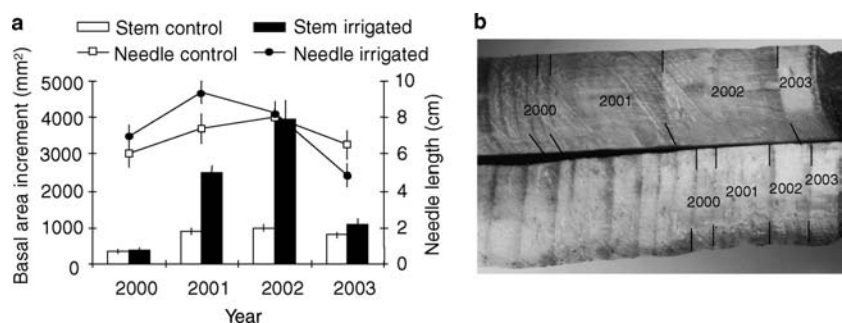 a
Stem control
Stem irrigated
Needle control
Needle irrigated
Basal area increment (mm²)
5000
4000
3000
2000
1000
0
10
8
6
4
2
0
Needle length (cm)
2000
2001
2002
2003
Year
b
2000
2001
2002
2003
2000
2001
2002
2003